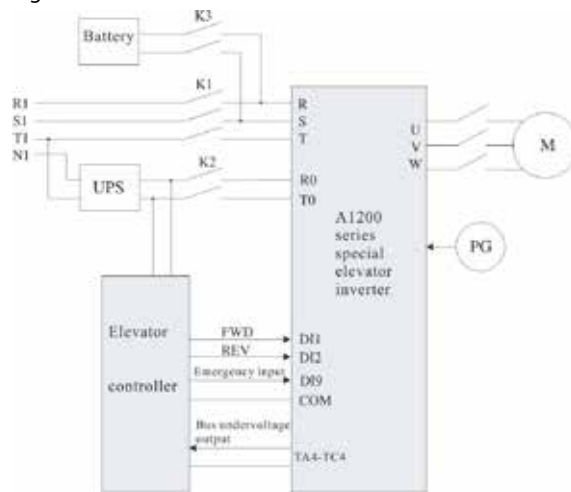 K3
Battery
K1
R1
R
S1
S
T1
T
N1
K2
UPS
R0
T0
U
V
W
M
A1200
series
special
elevator
inverter
PG
Elevator
controller
FWD
DI1
REV
DI2
Emergency input
DI9
COM
Bus undervoltage
output
TA4-TC4